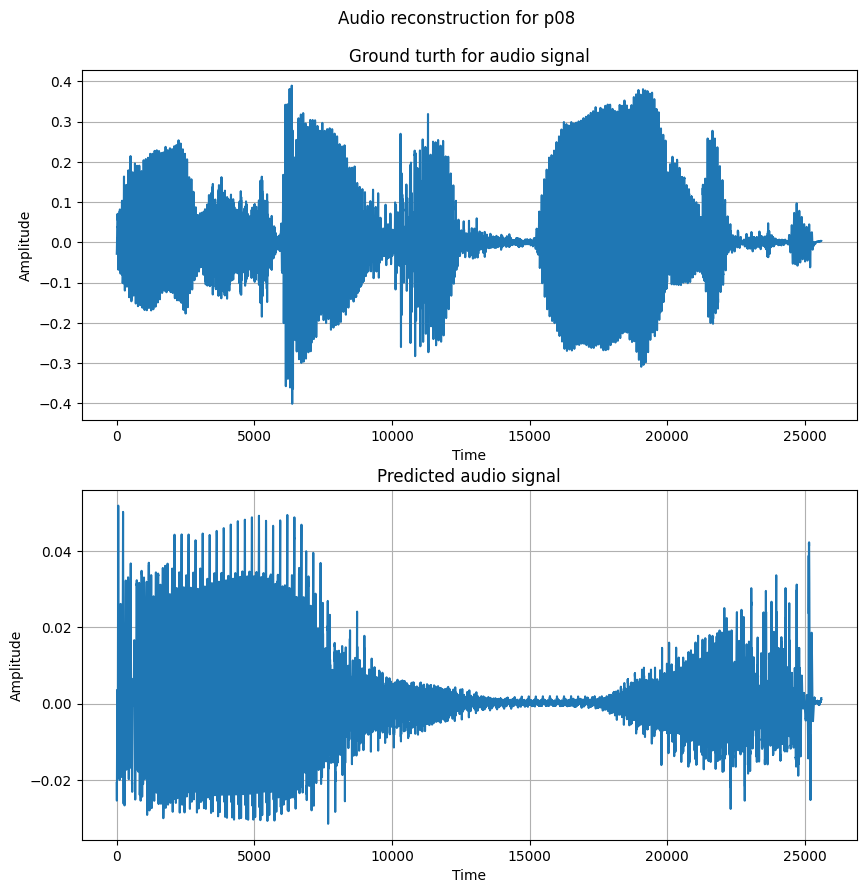 Audio reconstruction for p08
Ground turth for audio signal
0.4
0.3
0.2
0.1
0.0
−0.1
−0.2
−0.3
−0.4
Amplitude
0 5000 10000 15000 20000 25000
Time
Predicted audio signal
0.04
0.02
0.00
−0.02
Amplitude
0 5000 10000 15000 20000 25000
Time